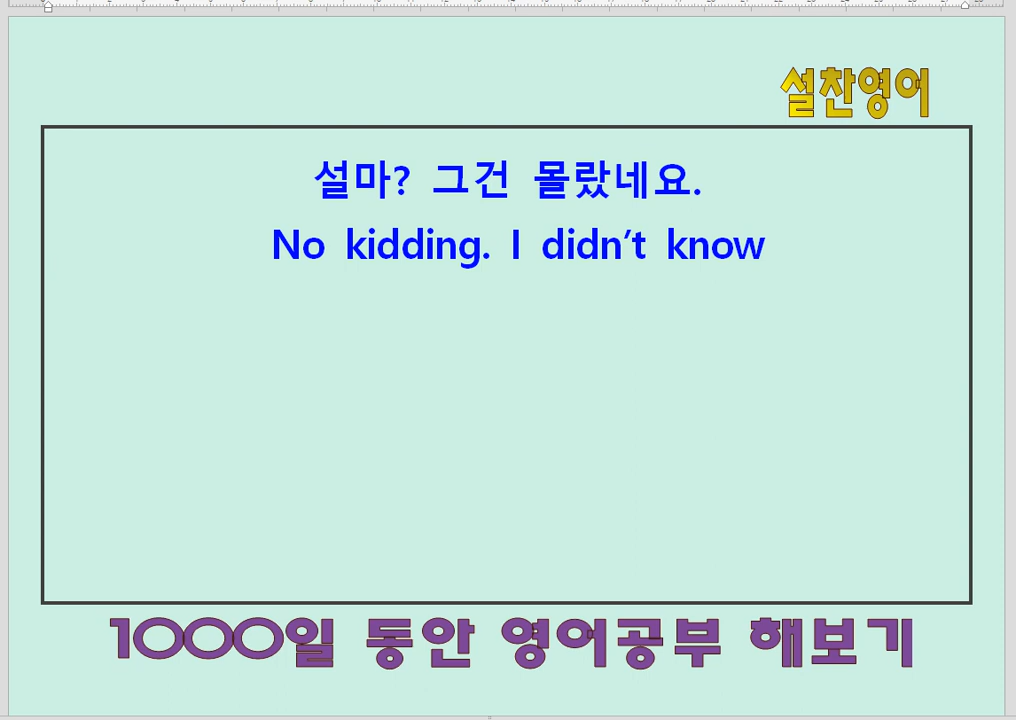 설찬영어
설마? 그건 몰랐네요.
No kidding. I didn't know
1000일 동안 영어공부 해보기